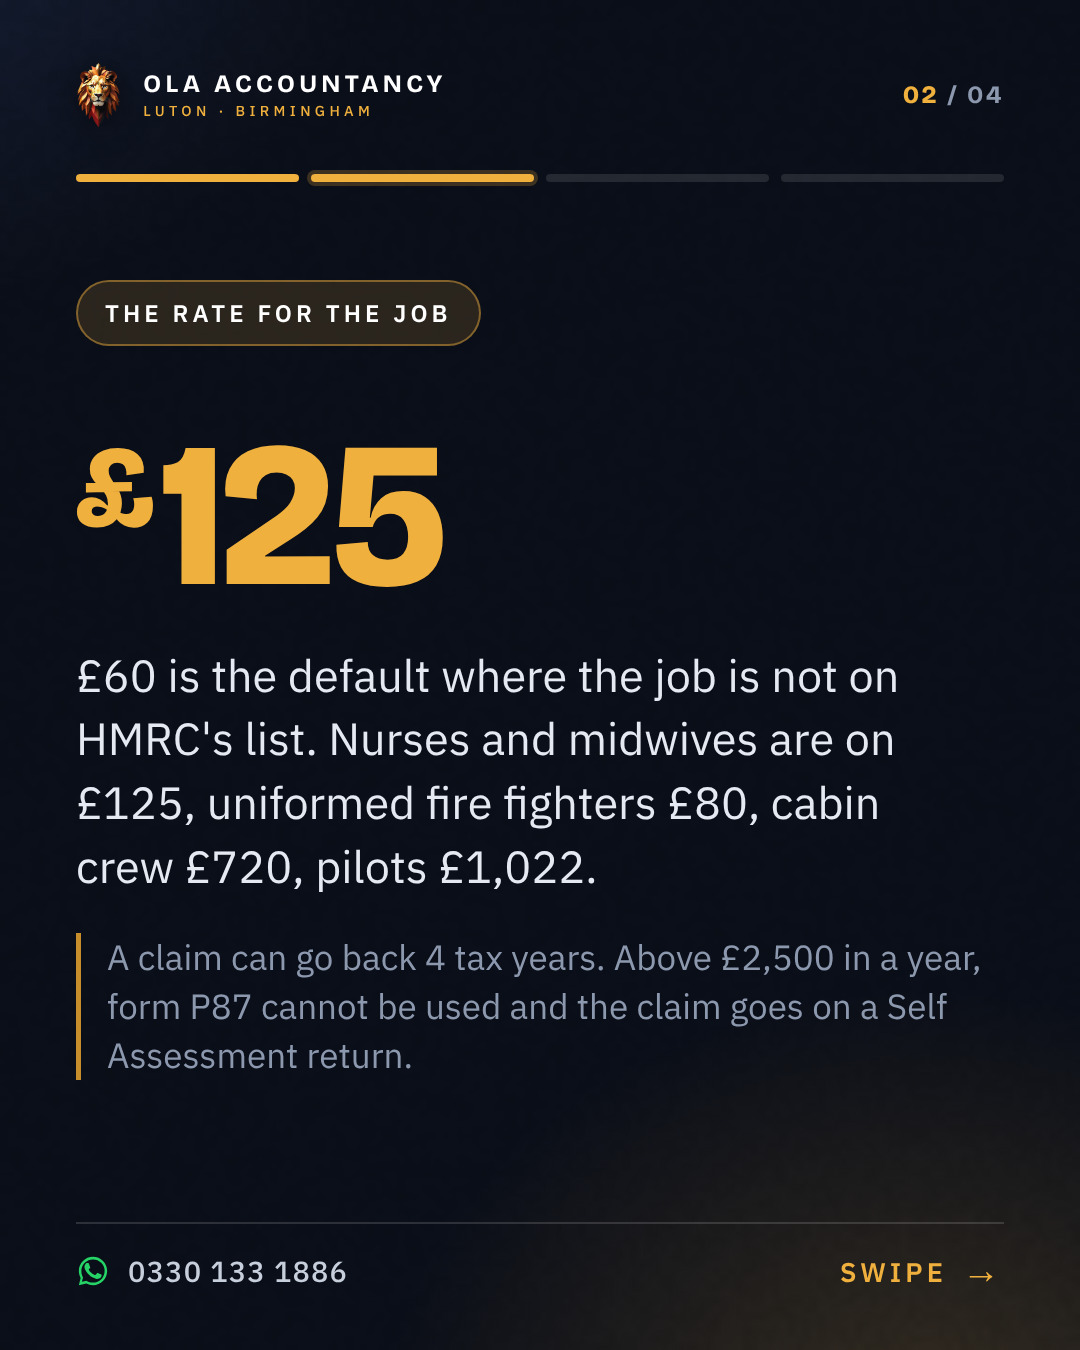 OLA ACCOUNTANCY
LUTON · BIRMINGHAM
02 / 04
THE RATE FOR THE JOB
£125
£60 is the default where the job is not on
HMRC's list. Nurses and midwives are on
£125, uniformed fire fighters £80, cabin
crew £720, pilots £1,022.
A claim can go back 4 tax years. Above £2,500 in a year,
form P87 cannot be used and the claim goes on a Self
Assessment return.
0330 133 1886
SWIPE →